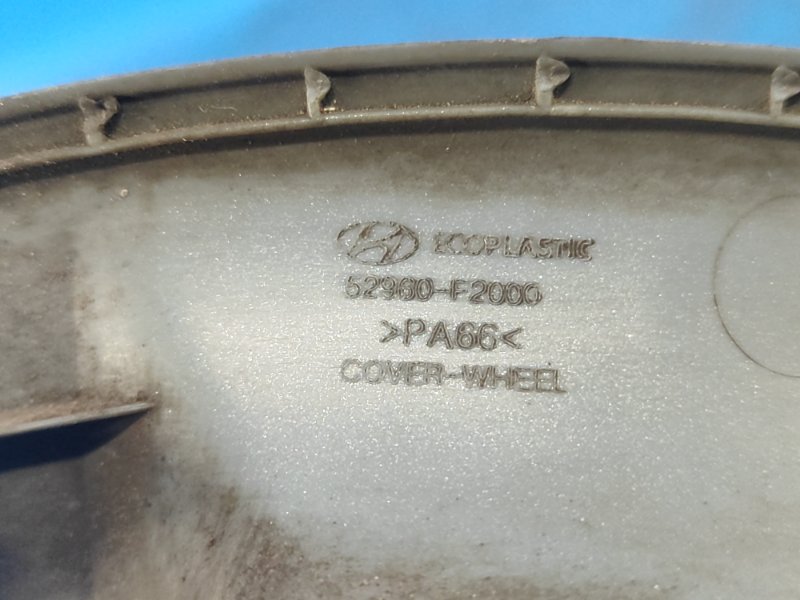 ECOPLASTIC
52960-F2000
>PA66<
COVER-WHEEL